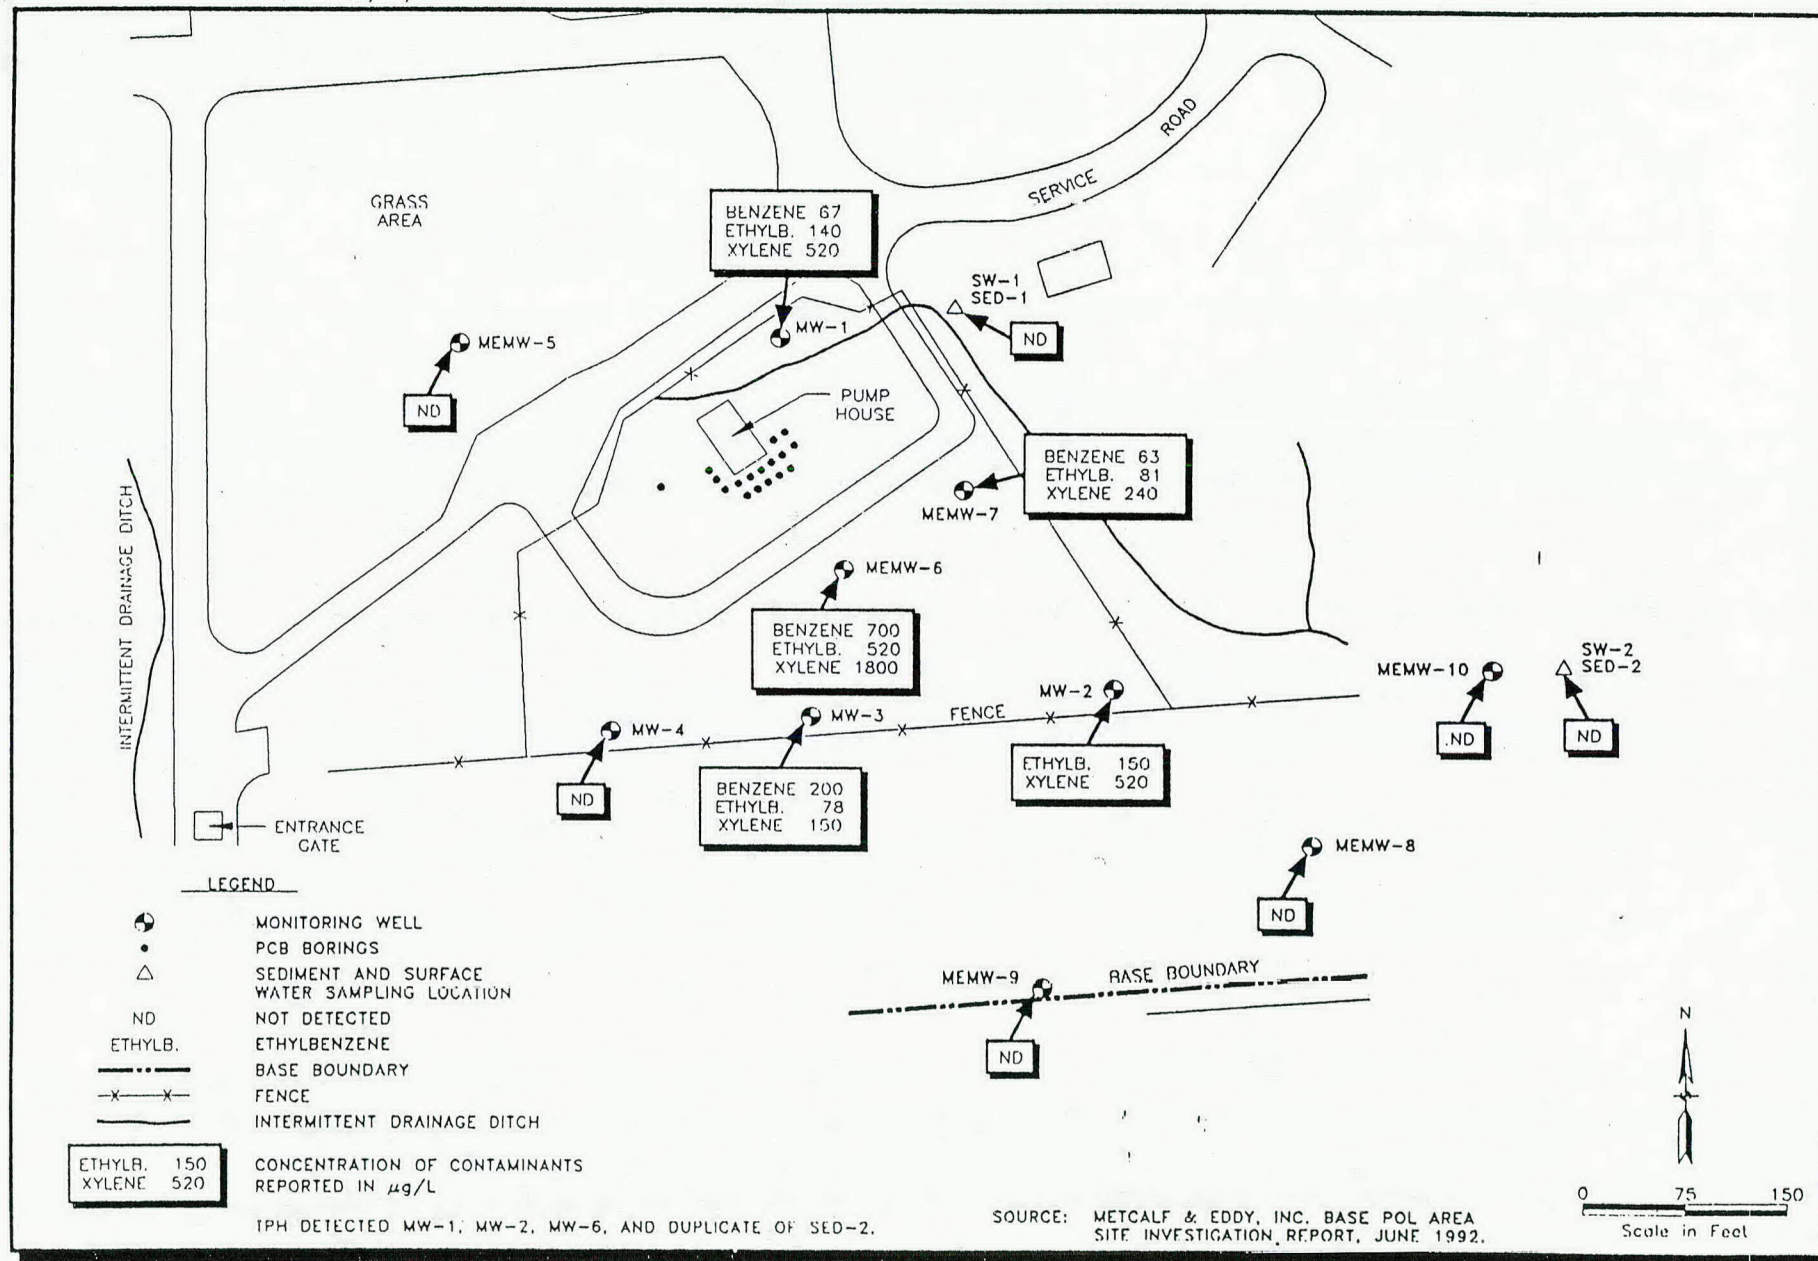 GRASS
AREA
SERVICE
ROAD
BENZENE 67
ETHYLB. 140
XYLENE 520
MW-1
SW-1
SED-1
ND
MEMW-5
ND
PUMP
HOUSE
BENZENE 63
ETHYLB. 81
XYLENE 240
MEMW-7
INTERMITTENT DRAINAGE DITCH
MEMW-6
BENZENE 700
ETHYLB. 520
XYLENE 1800
MEMW-10
SW-2
SED-2
ND
ND
MW-2
FENCE
MW-3
MW-4
ND
BENZENE 200
ETHYLB. 78
XYLENE 150
ETHYLB. 150
XYLENE 520
ENTRANCE
GATE
MEMW-8
ND
MEMW-9
BASE BOUNDARY
ND
LEGEND
MONITORING WELL
PCB BORINGS
SEDIMENT AND SURFACE
WATER SAMPLING LOCATION
ND NOT DETECTED
ETHYLB. ETHYLBENZENE
BASE BOUNDARY
FENCE
INTERMITTENT DRAINAGE DITCH
ETHYLB. 150
XYLENE 520
CONCENTRATION OF CONTAMINANTS
REPORTED IN µg/L
TPH DETECTED MW-1, MW-2, MW-6, AND DUPLICATE OF SED-2.
SOURCE: METCALF & EDDY, INC. BASE POL AREA
SITE INVESTIGATION REPORT, JUNE 1992.
N
0 75 150
Scale in Feet